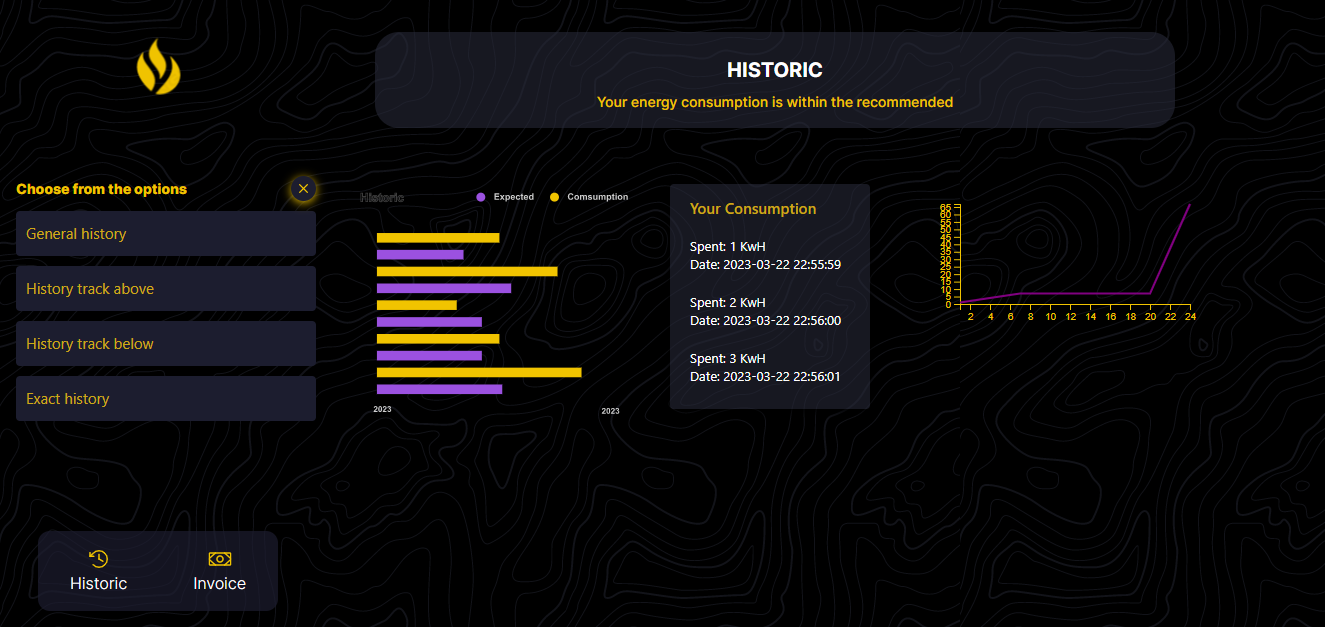 HISTORIC
Your energy consumption is within the recommended
Choose from the options
General history
History track above
History track below
Exact history
Historic
Expected
Comsumption
2023
2023
Your Consumption
Spent: 1 KwH
Date: 2023-03-22 22:55:59
Spent: 2 KwH
Date: 2023-03-22 22:56:00
Spent: 3 KwH
Date: 2023-03-22 22:56:01
65
60
55
50
45
40
35
30
25
20
15
10
5
0
2 4 6 8 10 12 14 16 18 20 22 24
Historic
Invoice